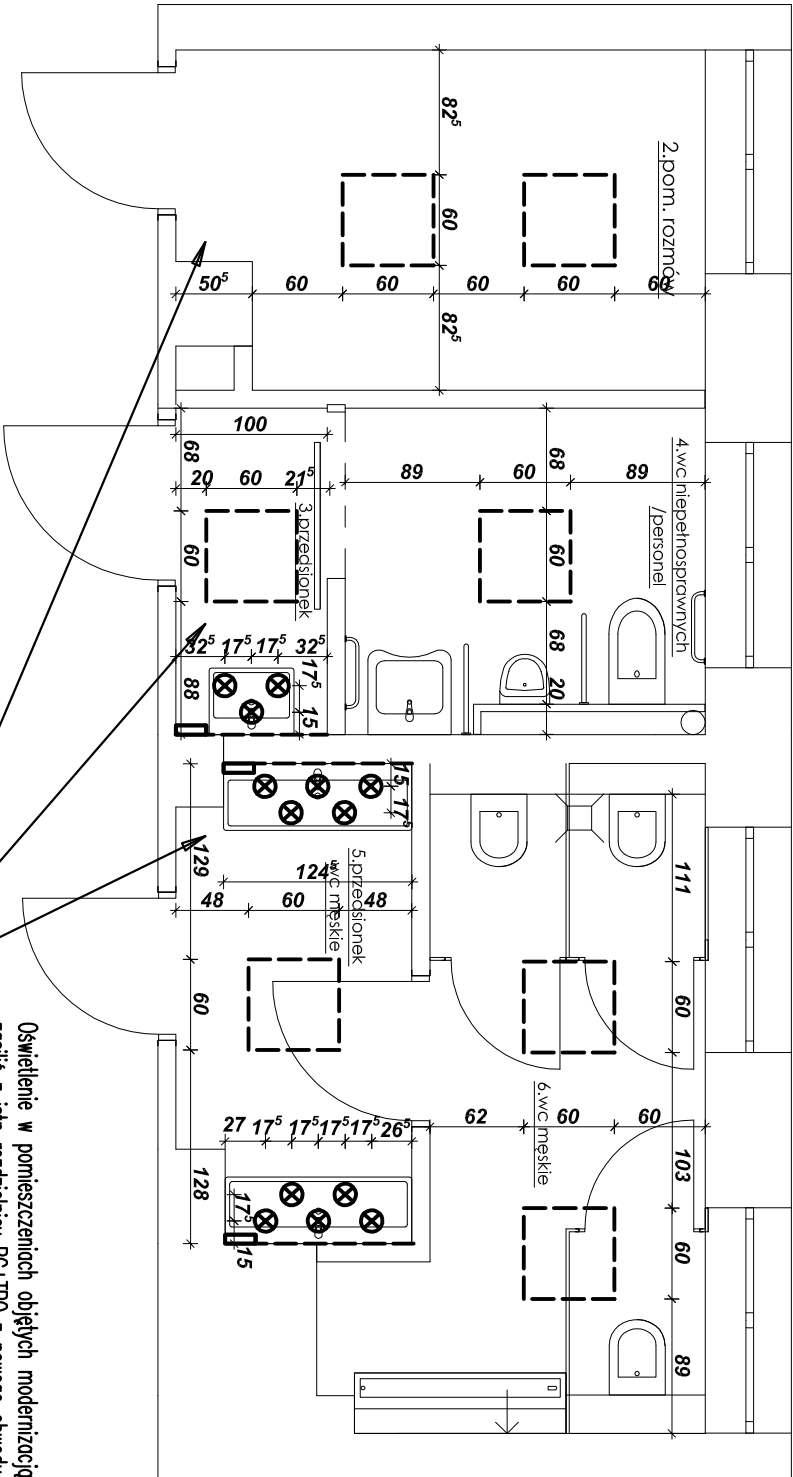 2.pom. rozmów
82⁵
60
82⁵
50⁵ 60 60 60 60 60
4.wc niepełnosprawnych
/personel
68
60
68
20
89 60 89
100
68
20 60 21⁵
3.przedsionek
60
32⁵ 17⁵ 17⁵ 32⁵
88
17⁵
15
15
17⁵
129
124⁵
5.przedsionek
wc męskie
48 60 48
60
111
60
6.wc męskie
62 60 60
103
27 17⁵ 17⁵ 17⁵ 17⁵ 26⁵
128
17⁵
15
60
89
Oświetlenie w pomieszczeniach objętych modernizacją